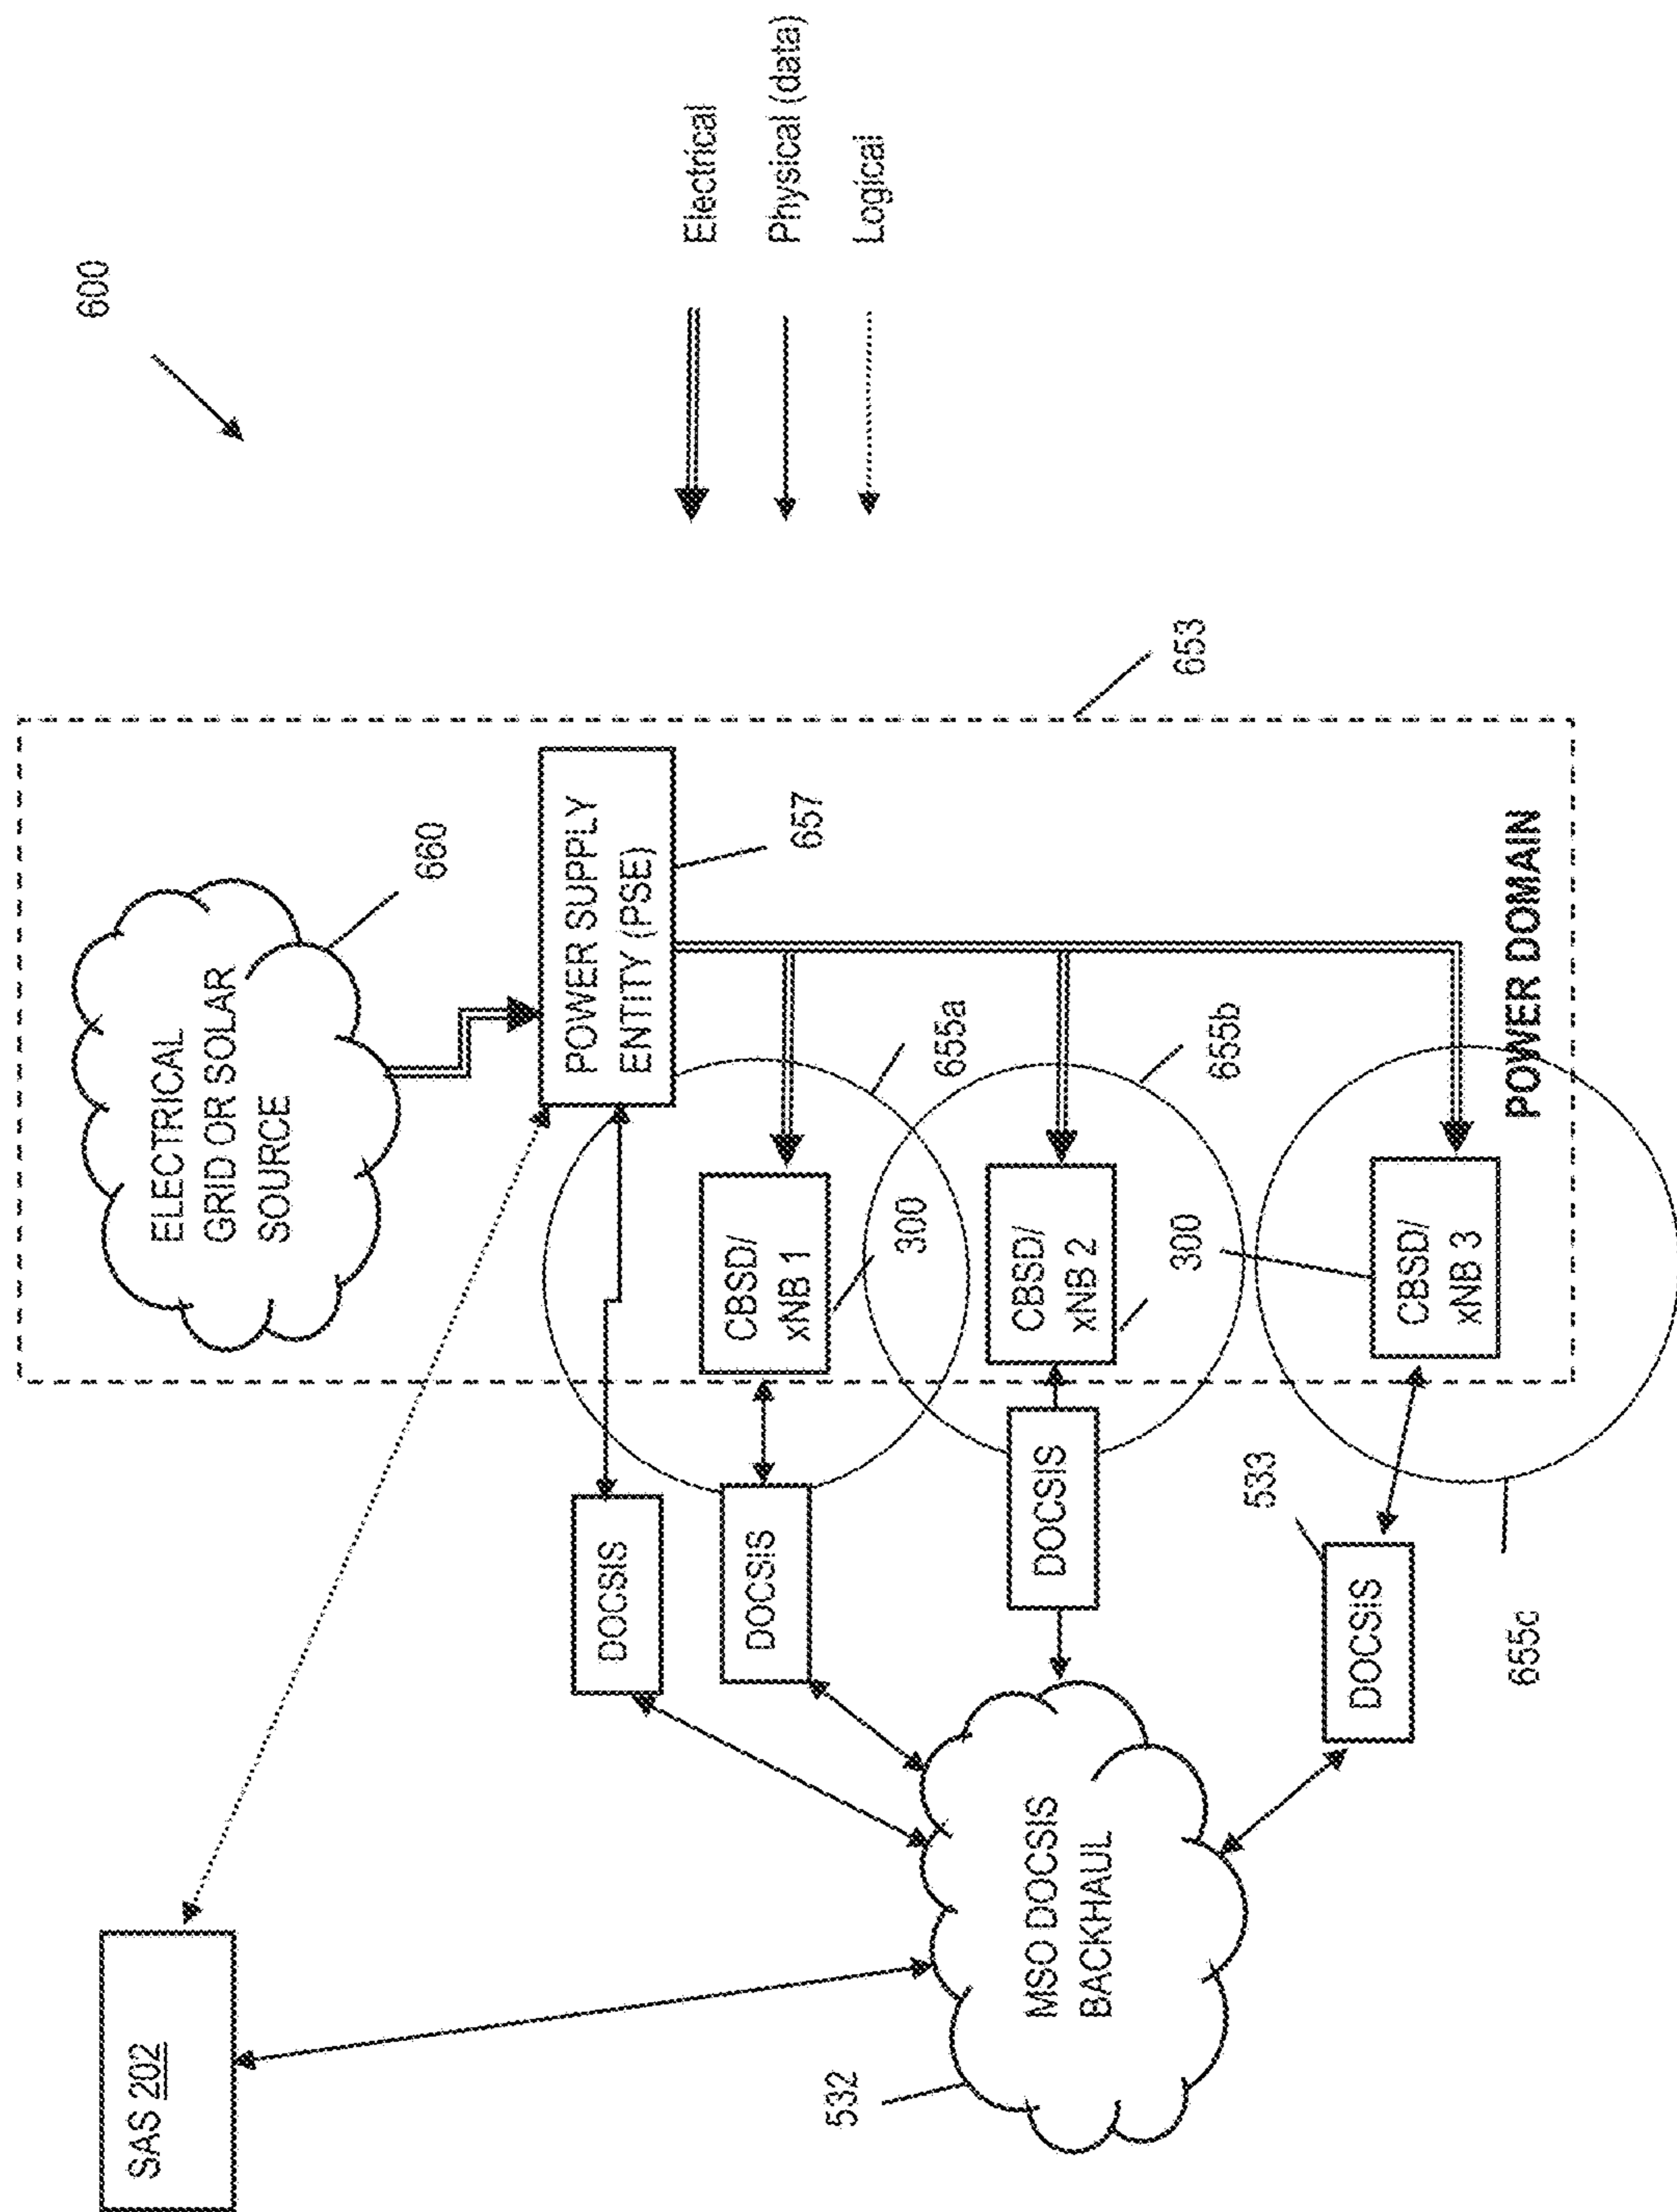 600
Electrical
Physical (data)
Logical
653
ELECTRICAL
GRID OR SOLAR
SOURCE
660
POWER SUPPLY
ENTITY (PSE)
657
SAS 202
DOCSIS
DOCSIS
CBSD/
xNB 1
300
655a
DOCSIS
CBSD/
xNB 2
300
655b
532
MSO DOCSIS
BACKHAUL
533
DOCSIS
CBSD/
xNB 3
655c
POWER DOMAIN